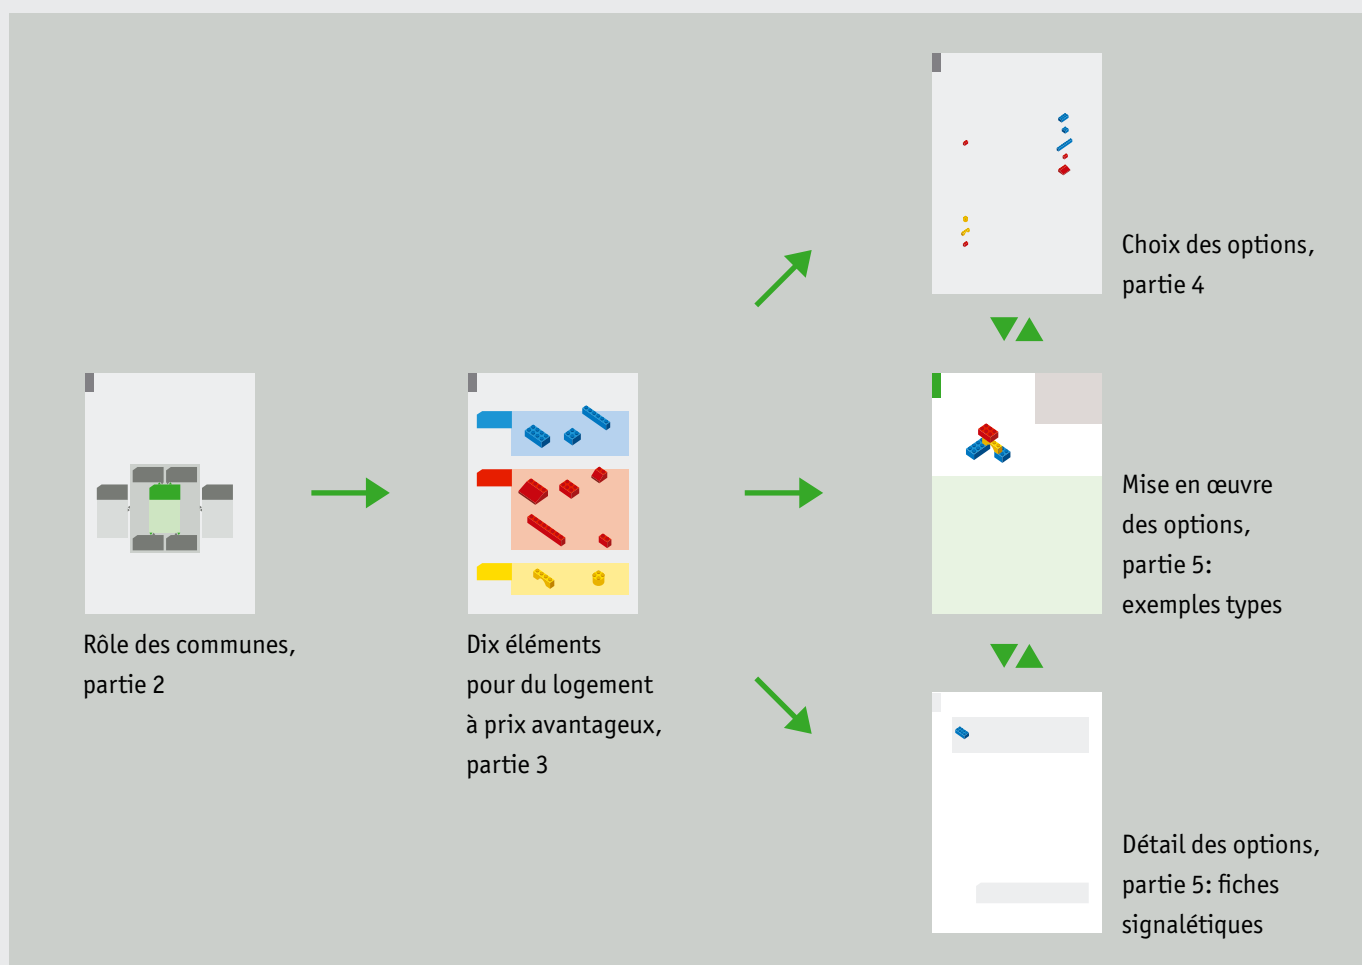 Rôle des communes,
partie 2
Dix éléments
pour du logement
à prix avantageux,
partie 3
Choix des options,
partie 4
Mise en œuvre
des options,
partie 5:
exemples types
Détail des options,
partie 5: fiches
signalétiques